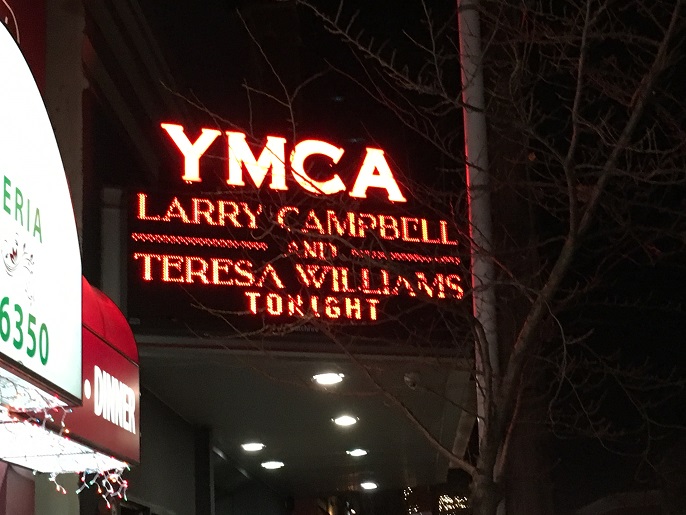 YMCA
LARRY CAMPBELL
AND
TERESA WILLIAMS
TONIGHT
ERIA
6350
• DINNER